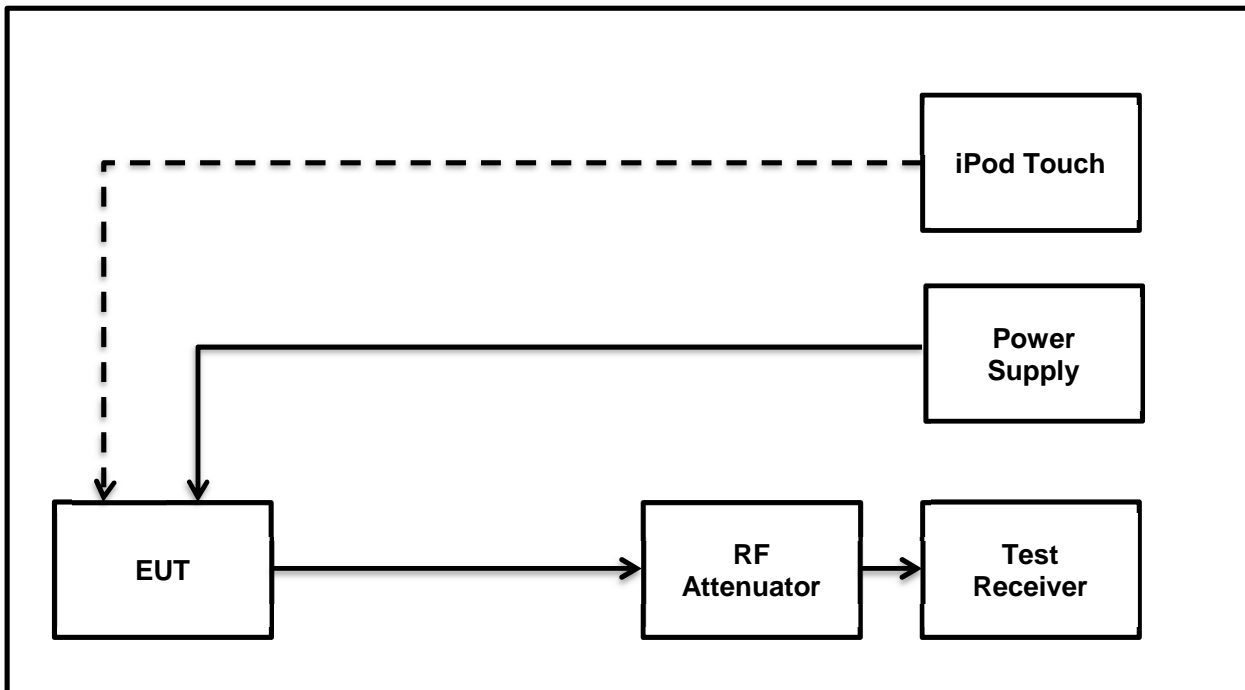 iPod Touch
Power
Supply
EUT
RF
Attenuator
Test
Receiver